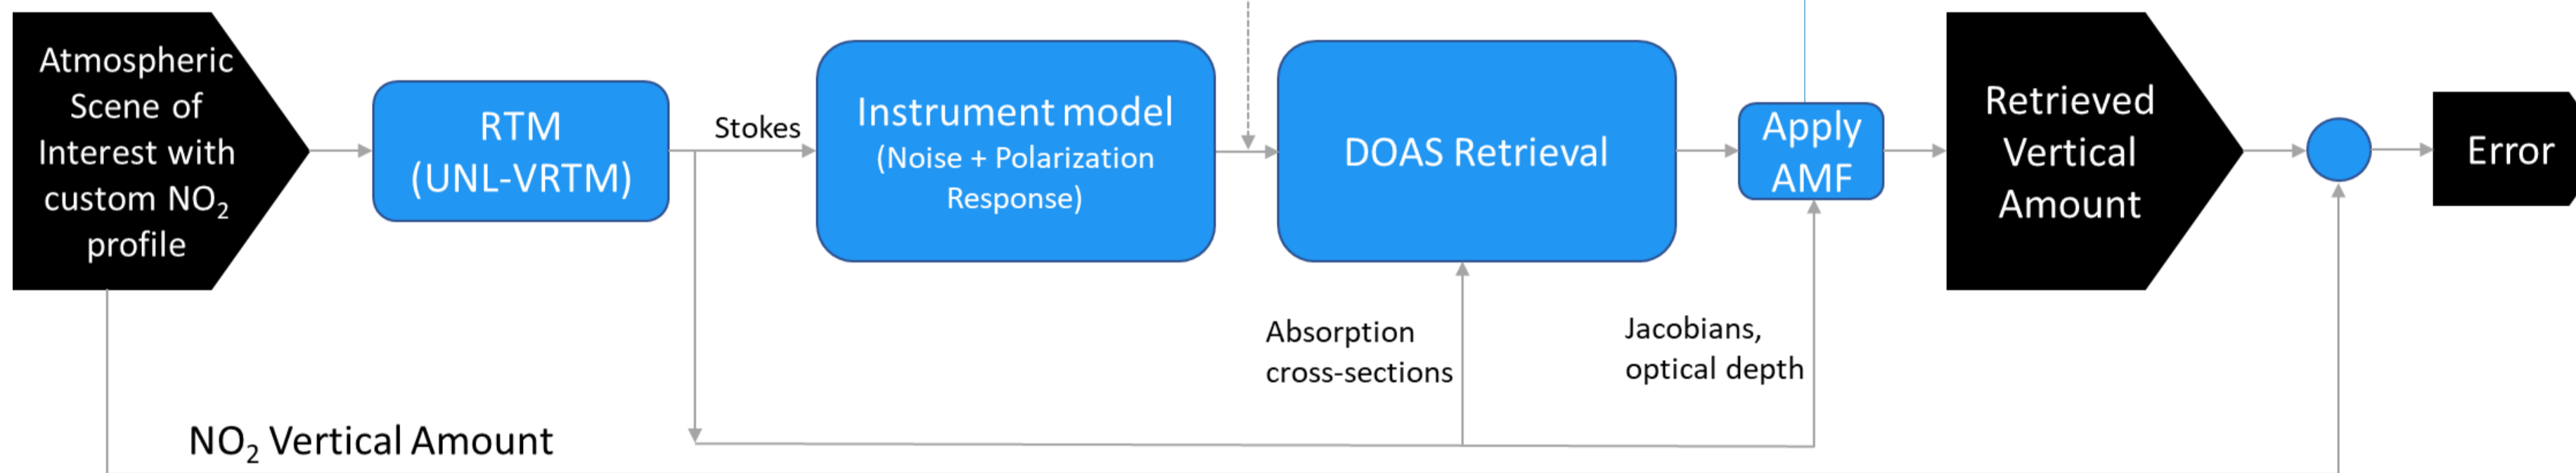 Atmospheric
Scene of
Interest with
custom NO₂
profile
RTM
(UNL-VRTM)
Stokes
Instrument model
(Noise + Polarization
Response)
DOAS Retrieval
Apply
AMF
Retrieved
Vertical
Amount
Error
Absorption
cross-sections
Jacobians,
optical depth
NO₂ Vertical Amount